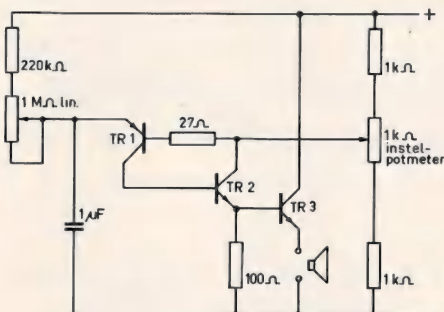 +
220kΩ
1 MΩ lin.
TR 1
27Ω
TR 2
TR 3
1kΩ
1kΩ
instel-
potmeter
1µF
100Ω
1kΩ